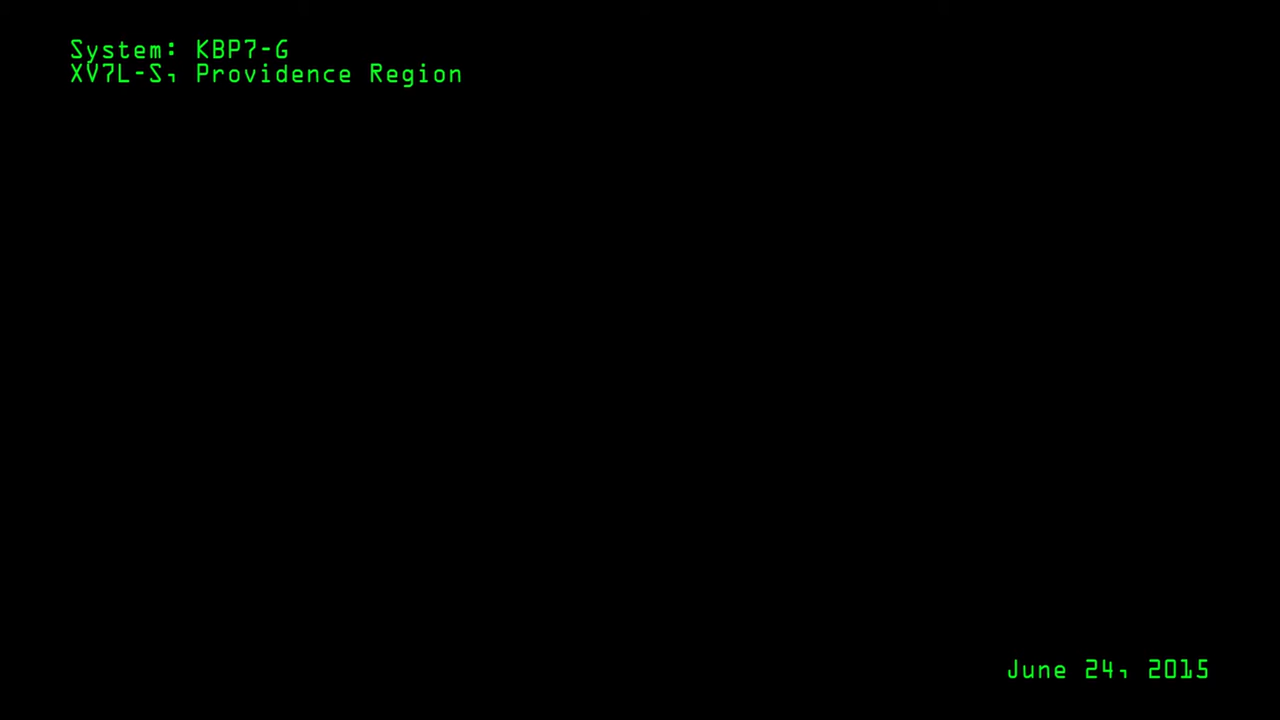 System: KBP7-G
XV7L-S, Providence Region
June 24, 2015